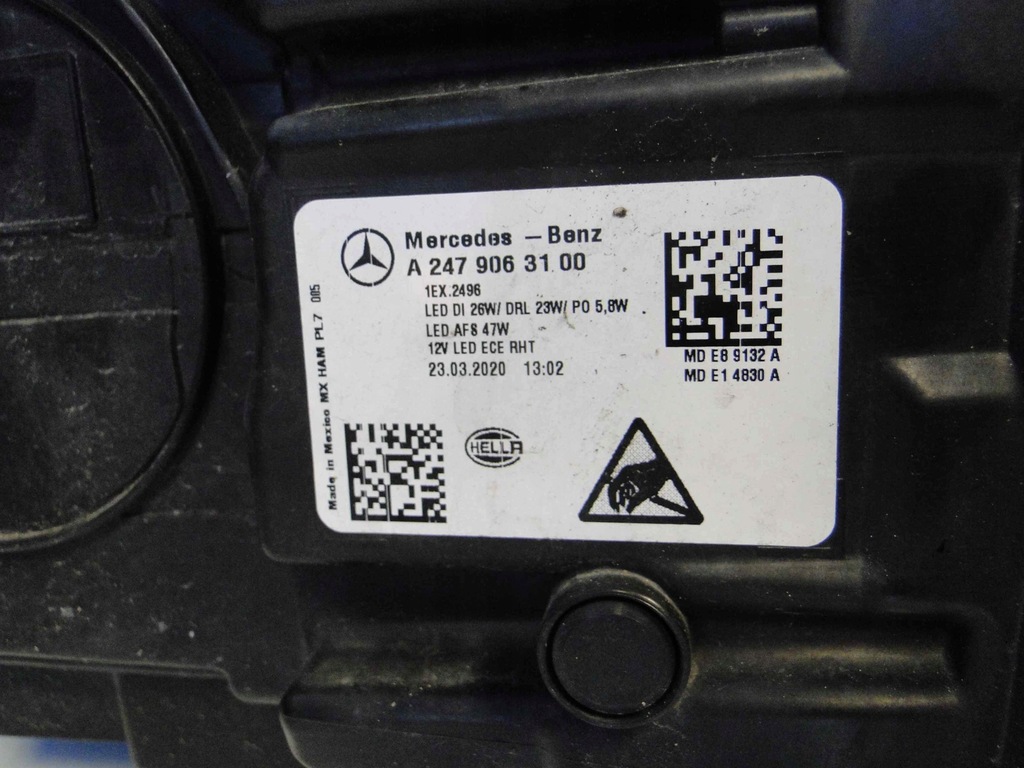 Mercedes - Benz
A 247 906 31 00
1EX.2496
LED DI 26W/ DRL 23W/ PO 5,8W
LED AFS 47W
12V LED ECE RHT
23.03.2020 13:02
MD E8 9132 A
MD E1 4830 A
HELLA
Made in Mexico MX HAM PL7 005